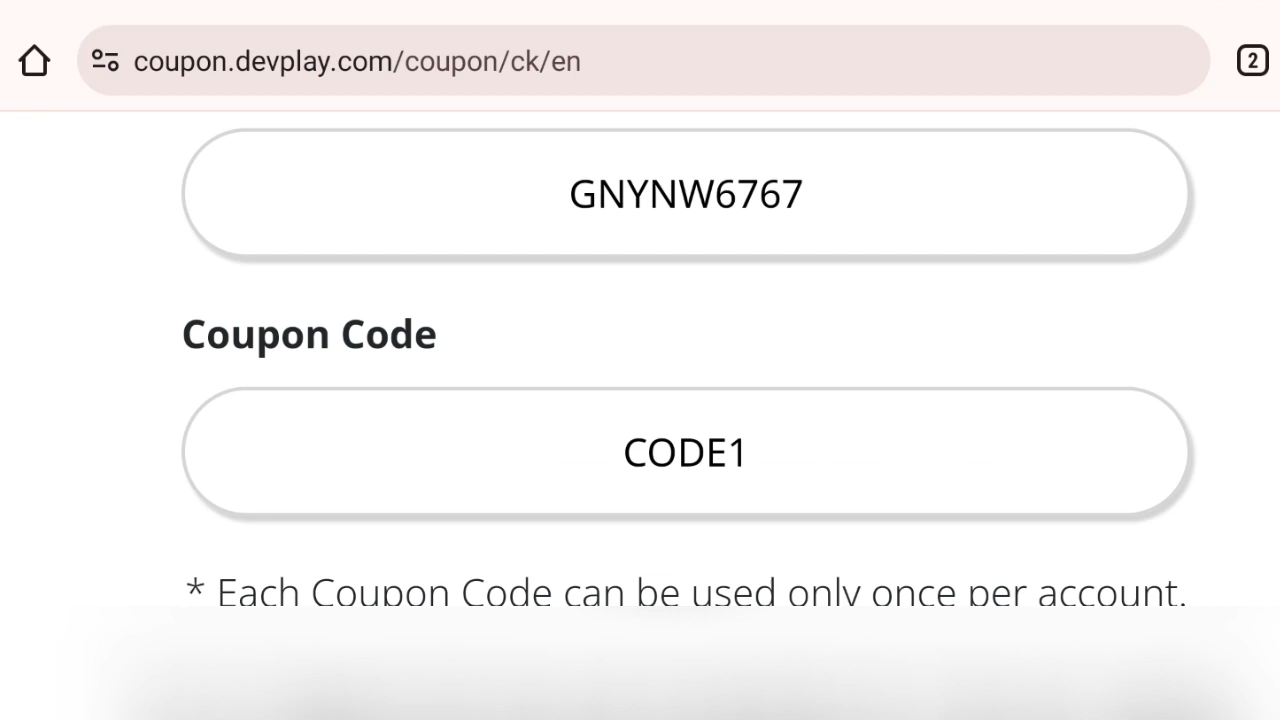 coupon.devplay.com/coupon/ck/en
2
GNYNW6767
Coupon Code
CODE1
* Each Coupon Code can be used only once per account.